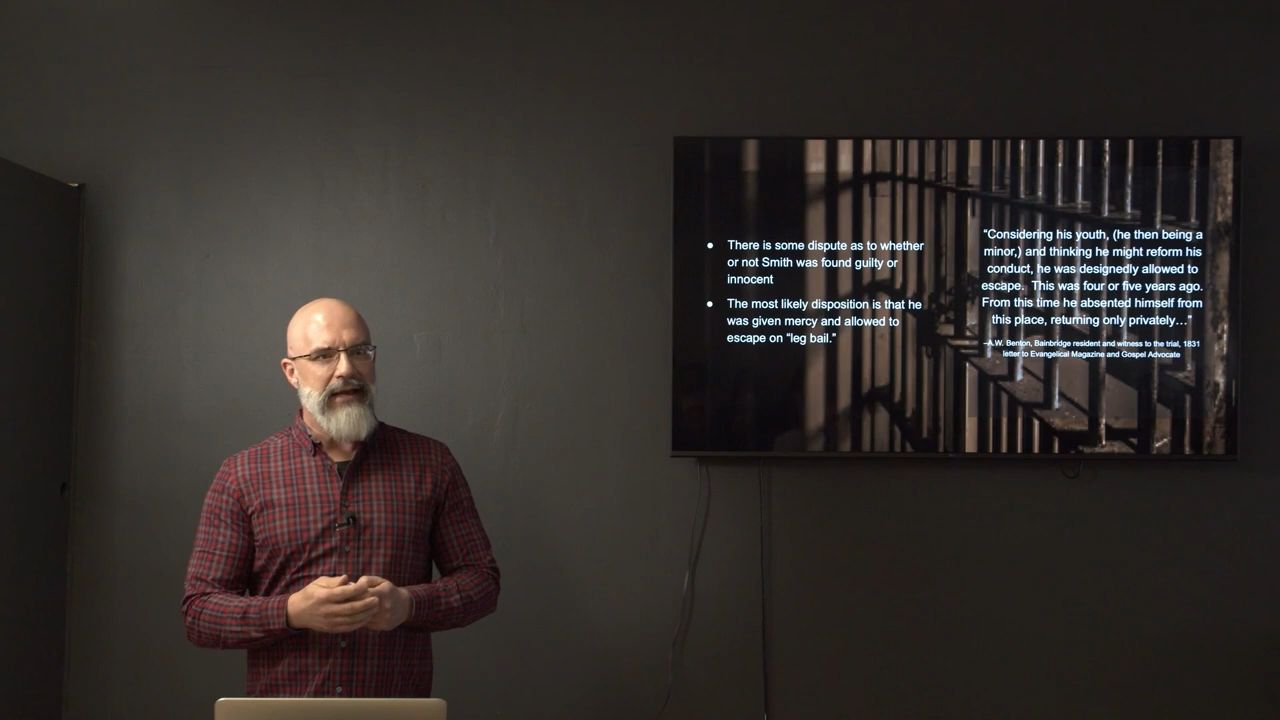 ● There is some dispute as to whether
or not Smith was found guilty or
innocent
● The most likely disposition is that he
was given mercy and allowed to
escape on “leg bail.”
“Considering his youth, (he then being a
minor,) and thinking he might reform his
conduct, he was designedly allowed to
escape.  This was four or five years ago.
From this time he absented himself from
this place, returning only privately…”
–A.W. Benton, Bainbridge resident and witness to the trial, 1831
letter to Evangelical Magazine and Gospel Advocate